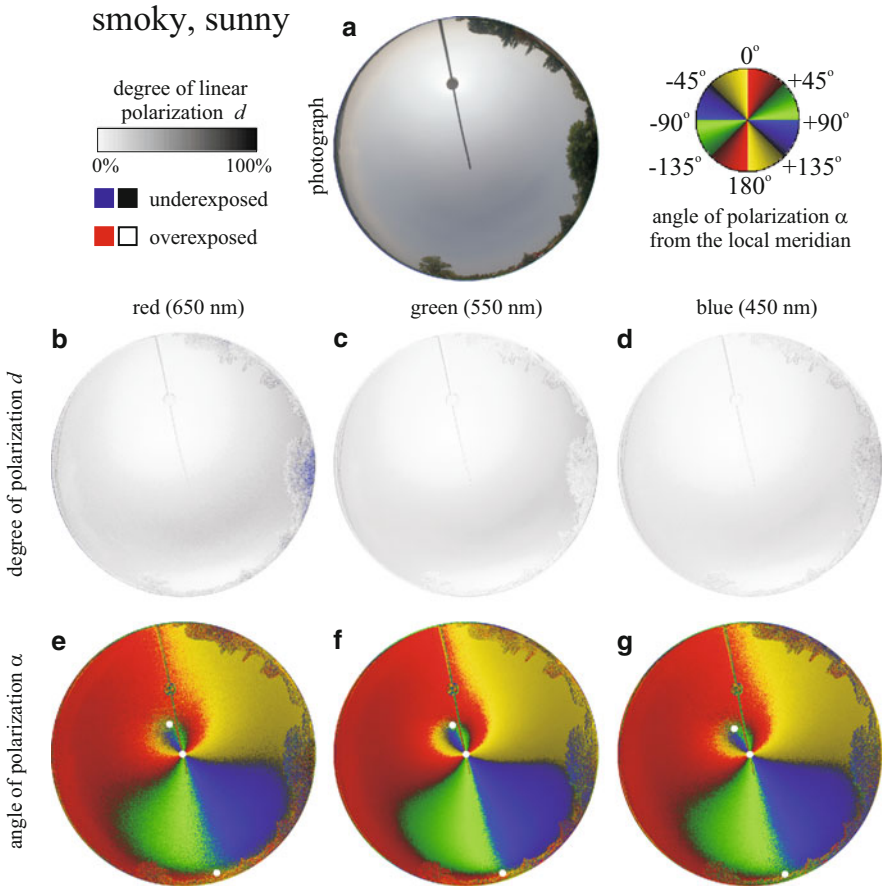 smoky, sunny
a
degree of linear
polarization d
0%
100%
underexposed
overexposed
photograph
0°
-45°
+45°
-90°
+90°
-135°
+135°
180°
angle of polarization α
from the local meridian
red (650 nm)
green (550 nm)
blue (450 nm)
degree of polarization d
b
c
d
angle of polarization α
e
f
g